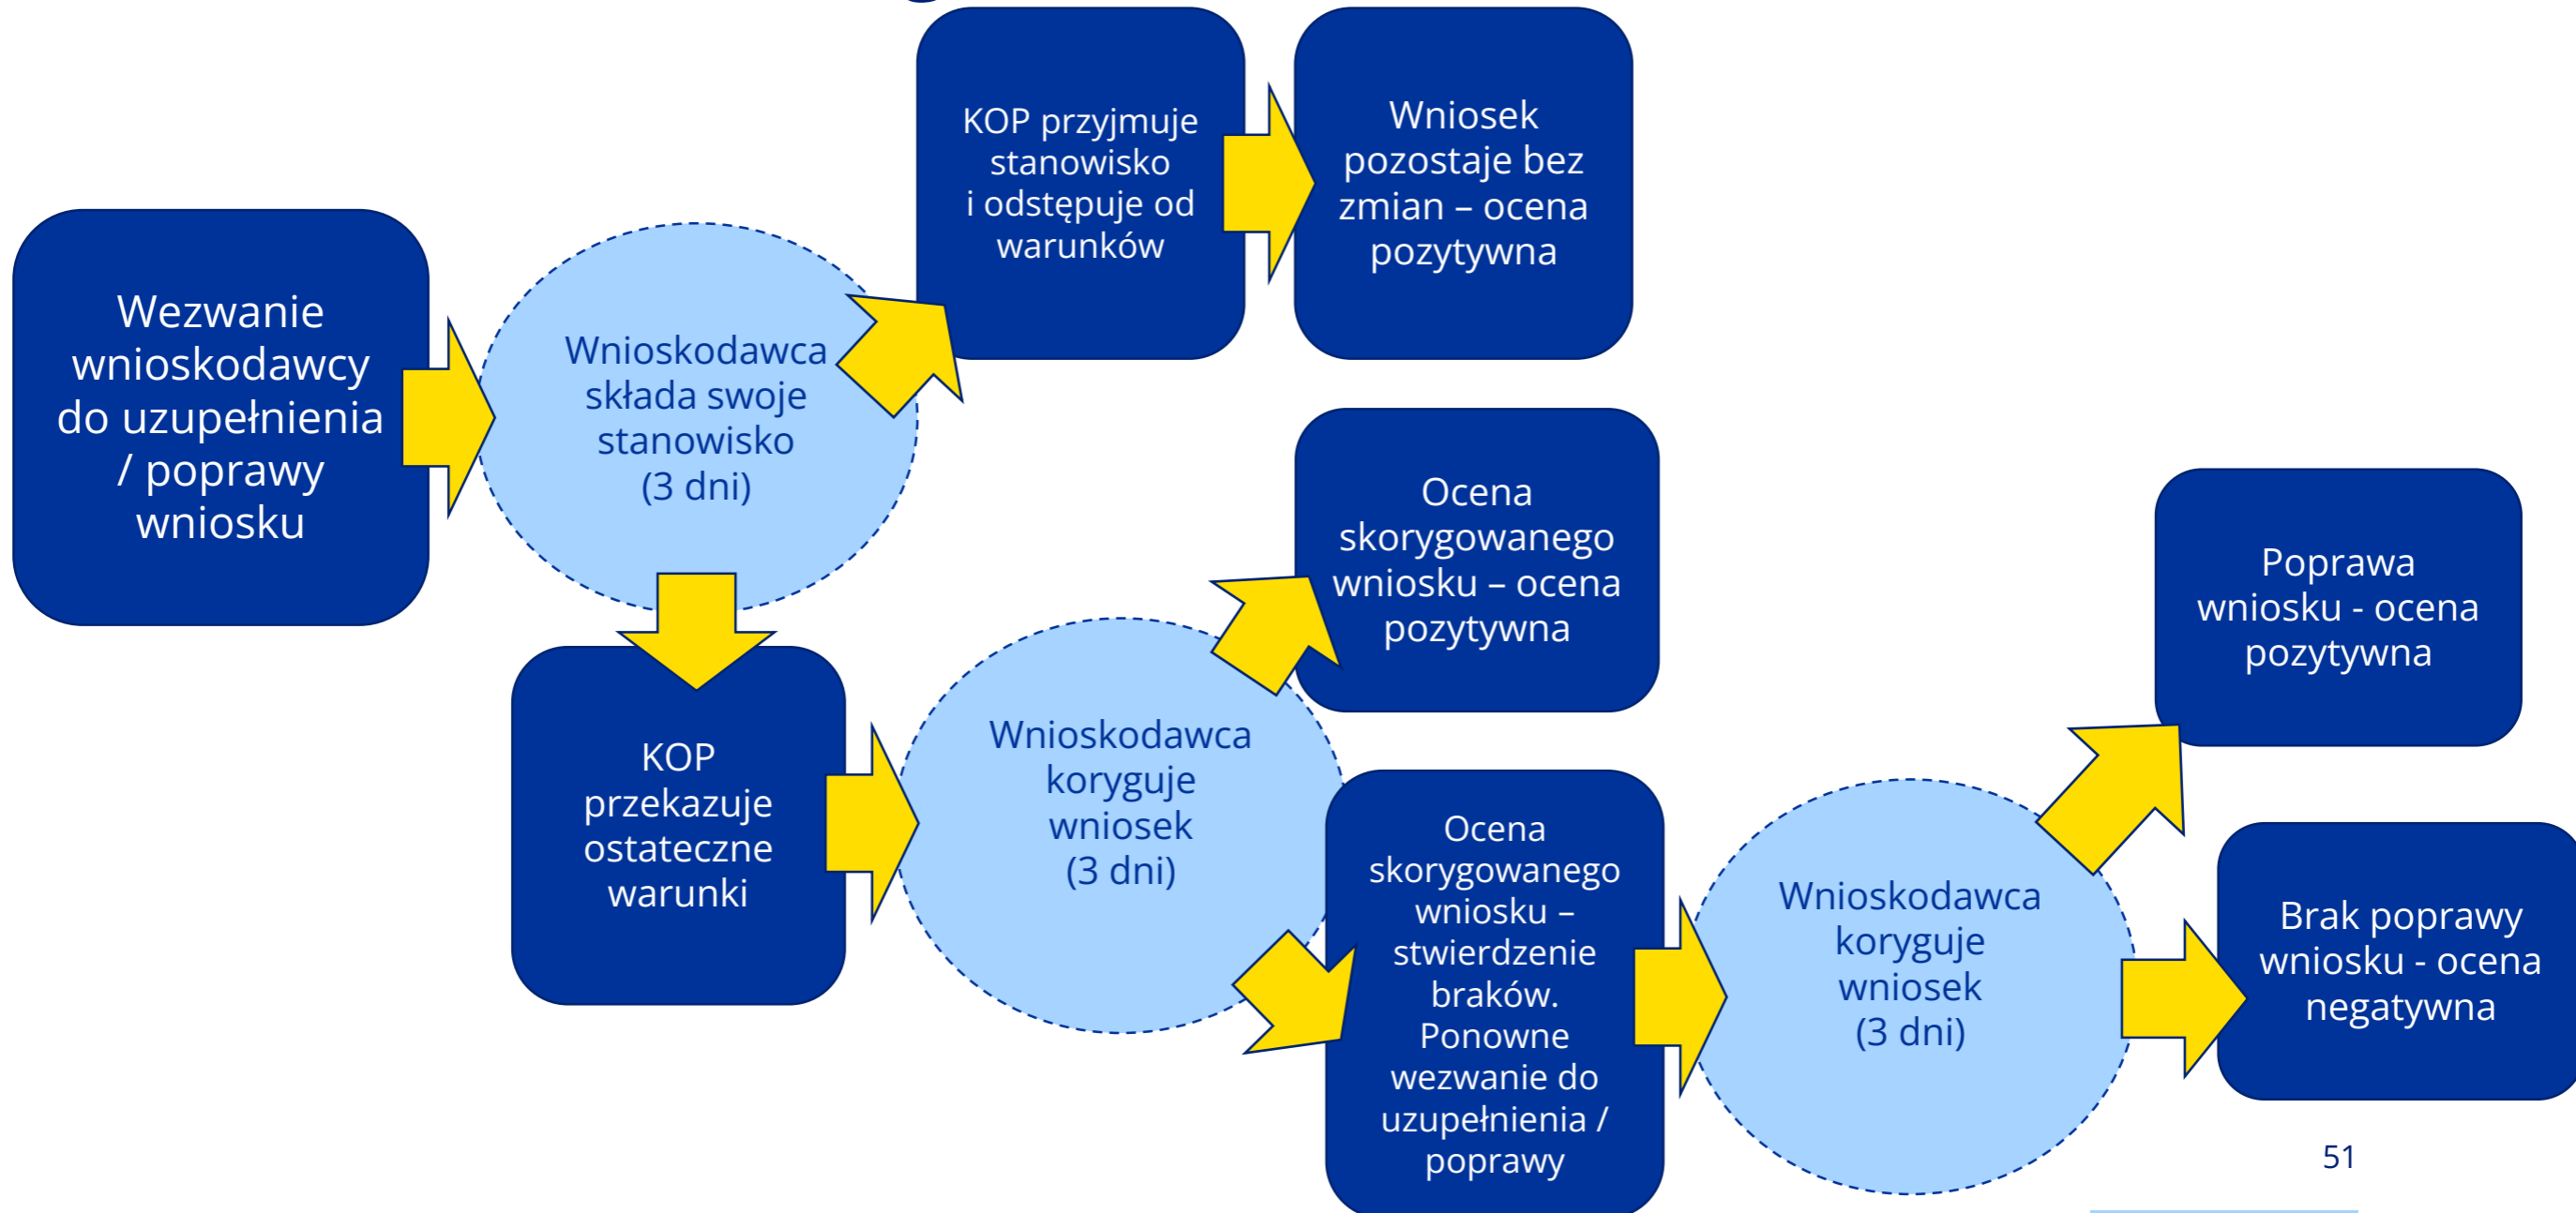 Wezwanie
wnioskodawcy
do uzupełnienia
/ poprawy
wniosku
Wnioskodawca
składa swoje
stanowisko
(3 dni)
KOP przyjmuje
stanowisko
i odstępuje od
warunków
Wniosek
pozostaje bez
zmian – ocena
pozytywna
KOP
przekazuje
ostateczne
warunki
Wnioskodawca
koryguje
wniosek
(3 dni)
Ocena
skorygowanego
wniosku – ocena
pozytywna
Ocena
skorygowanego
wniosku –
stwierdzenie
braków.
Ponowne
wezwanie do
uzupełnienia /
poprawy
Wnioskodawca
koryguje
wniosek
(3 dni)
Poprawa
wniosku - ocena
pozytywna
Brak poprawy
wniosku - ocena
negatywna
51